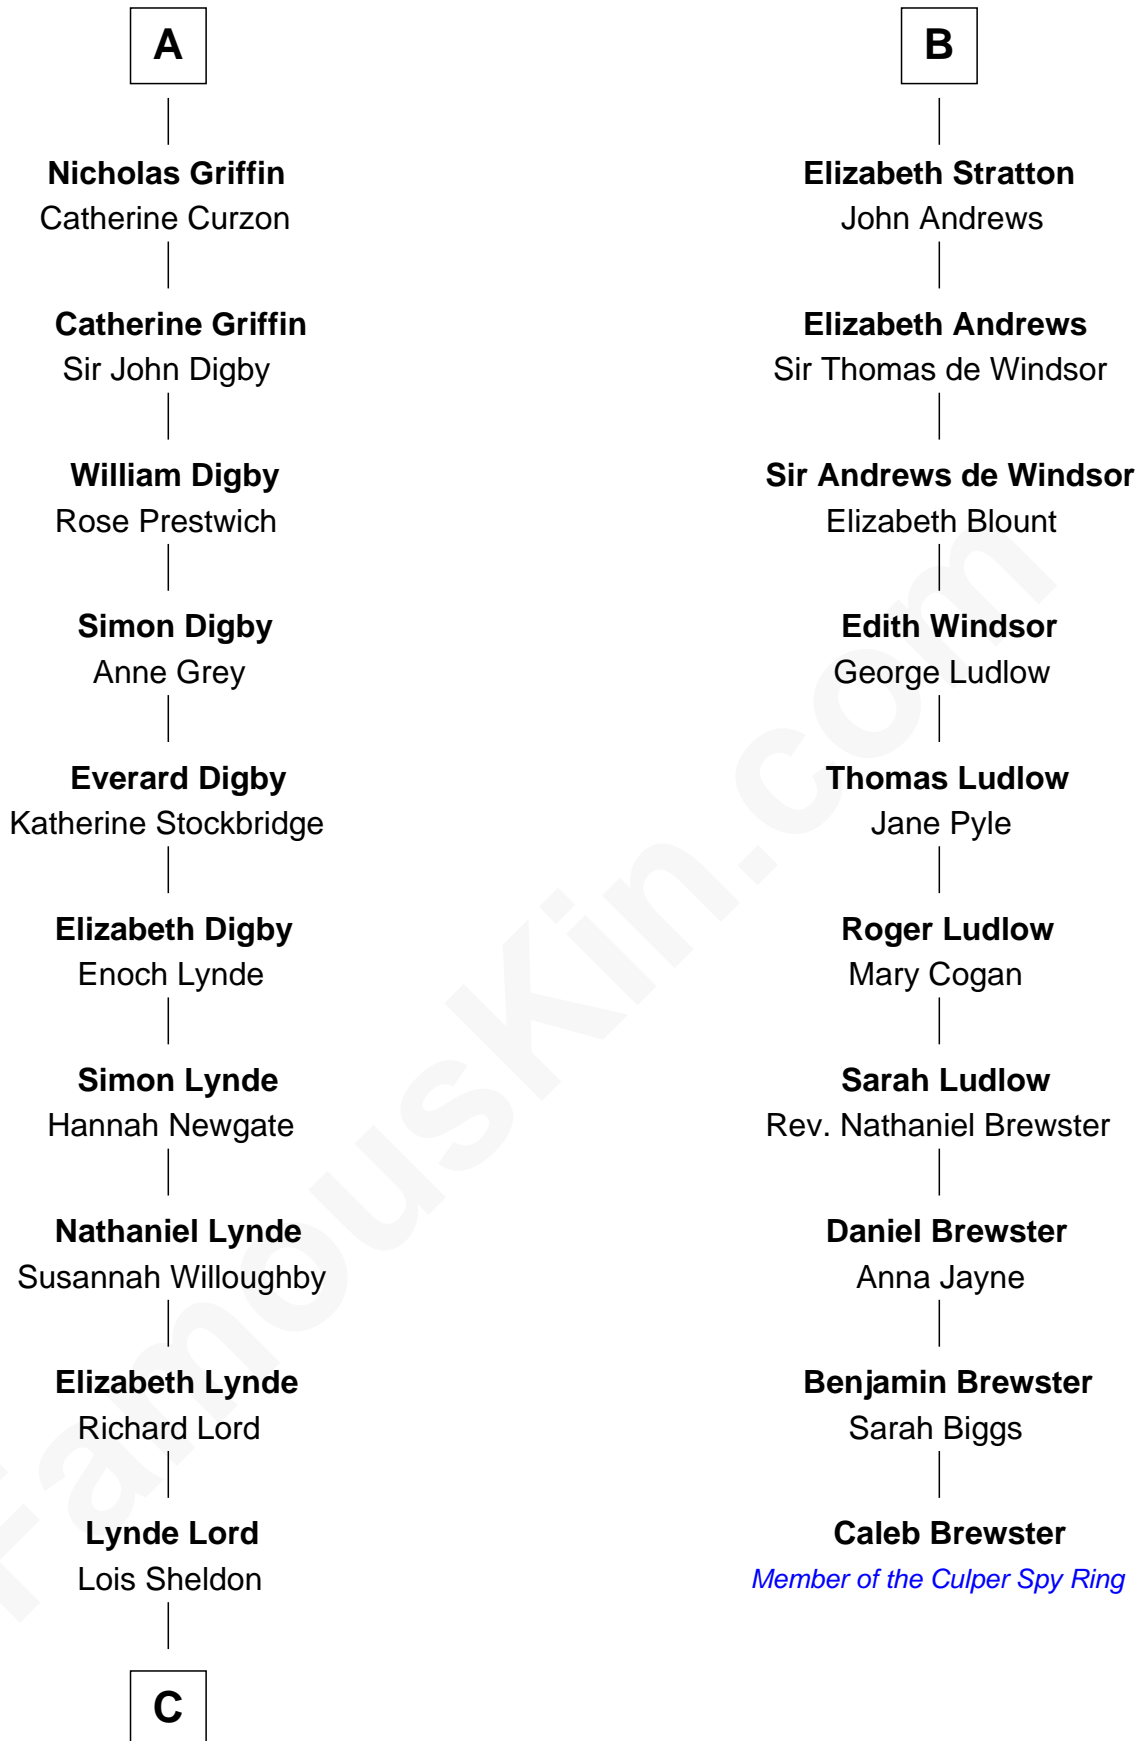 A
Nicholas Griffin
Catherine Curzon
Catherine Griffin
Sir John Digby
William Digby
Rose Prestwich
Simon Digby
Anne Grey
Everard Digby
Katherine Stockbridge
Elizabeth Digby
Enoch Lynde
Simon Lynde
Hannah Newgate
Nathaniel Lynde
Susannah Willoughby
Elizabeth Lynde
Richard Lord
Lynde Lord
Lois Sheldon
C
B
Elizabeth Stratton
John Andrews
Elizabeth Andrews
Sir Thomas de Windsor
Sir Andrews de Windsor
Elizabeth Blount
Edith Windsor
George Ludlow
Thomas Ludlow
Jane Pyle
Roger Ludlow
Mary Cogan
Sarah Ludlow
Rev. Nathaniel Brewster
Daniel Brewster
Anna Jayne
Benjamin Brewster
Sarah Biggs
Caleb Brewster
Member of the Culper Spy Ring
FamousKin.com